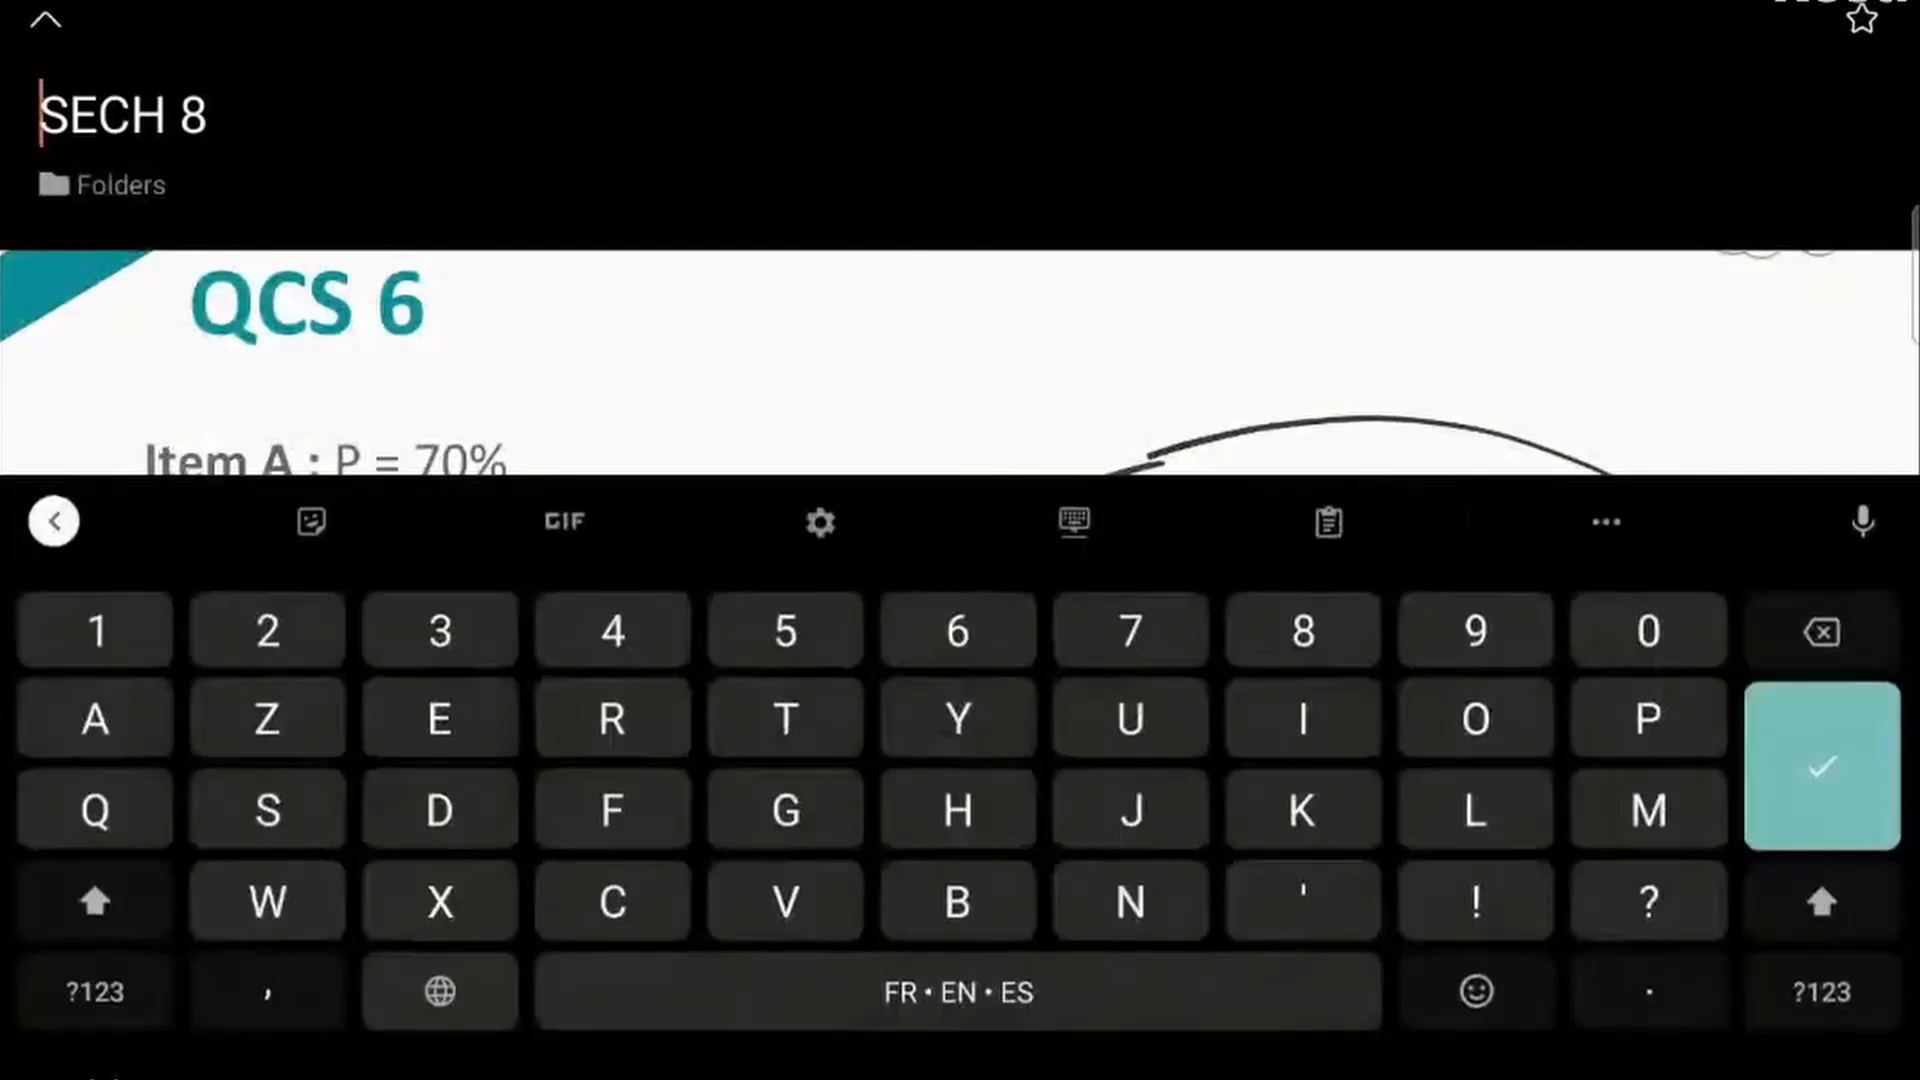 SECH 8
Folders
QCS 6
Item A : P = 70%
GIF
1 2 3 4 5 6 7 8 9 0
A Z E R T Y U I O P
Q S D F G H J K L M
W X C V B N ' ! ?
?123 , FR • EN • ES . ?123